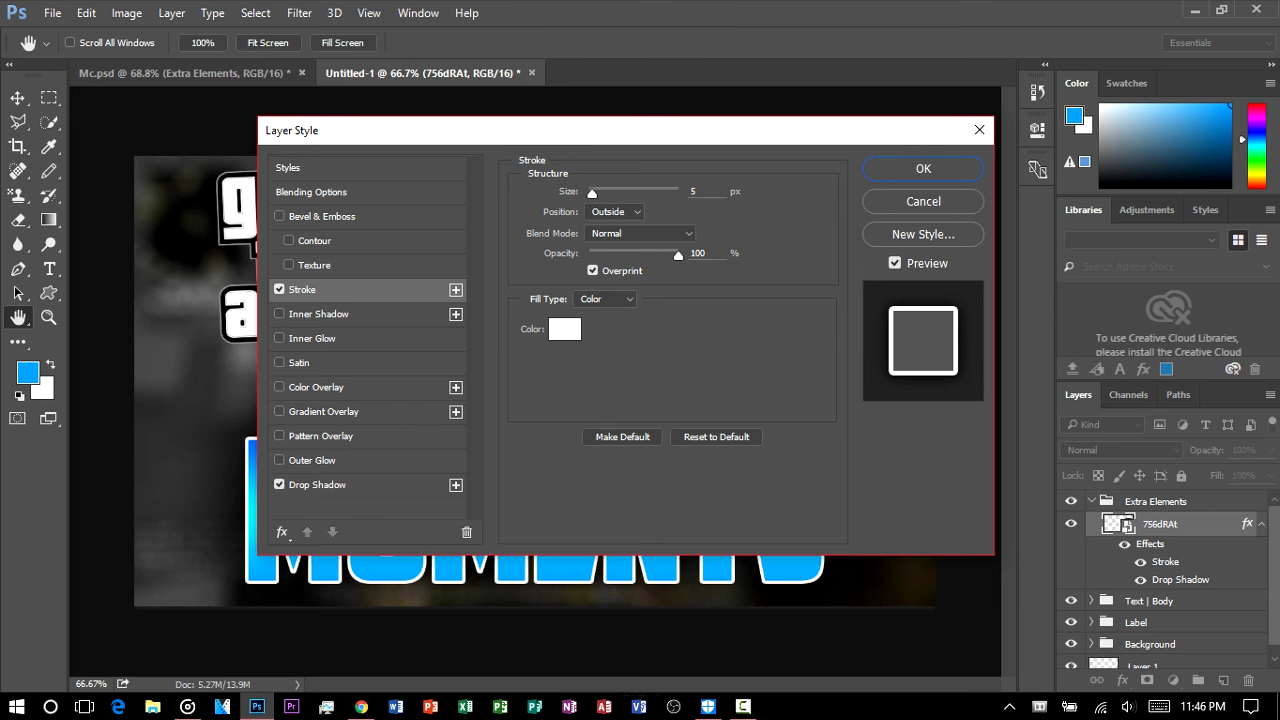 Ps File Edit Image Layer Type Select Filter 3D View Window Help
Scroll All Windows 100% Fit Screen Fill Screen Essentials
Mc.psd @ 68.8% (Extra Elements, RGB/16) * × Untitled-1 @ 66.7% (756dRAt, RGB/16) * ×
Layer Style
Styles
Blending Options
Bevel & Emboss
Contour
Texture
Stroke
Inner Shadow
Inner Glow
Satin
Color Overlay
Gradient Overlay
Pattern Overlay
Outer Glow
Drop Shadow
fx
Stroke
Structure
Size: 5 px
Position: Outside
Blend Mode: Normal
Opacity: 100 %
Overprint
Fill Type: Color
Color:
Make Default Reset to Default
OK
Cancel
New Style...
Preview
g
a
MOMENTS
Color Swatches
Libraries Adjustments Styles
Search Adobe Stock
To use Creative Cloud Libraries,
please install the Creative Cloud
Layers Channels Paths
Kind
Normal Opacity: 100%
Lock: Fill: 100%
Extra Elements
756dRAt fx
Effects
Stroke
Drop Shadow
Text | Body
Label
Background
Layer 1
66.67% Doc: 5.27M/13.9M
11:46 PM